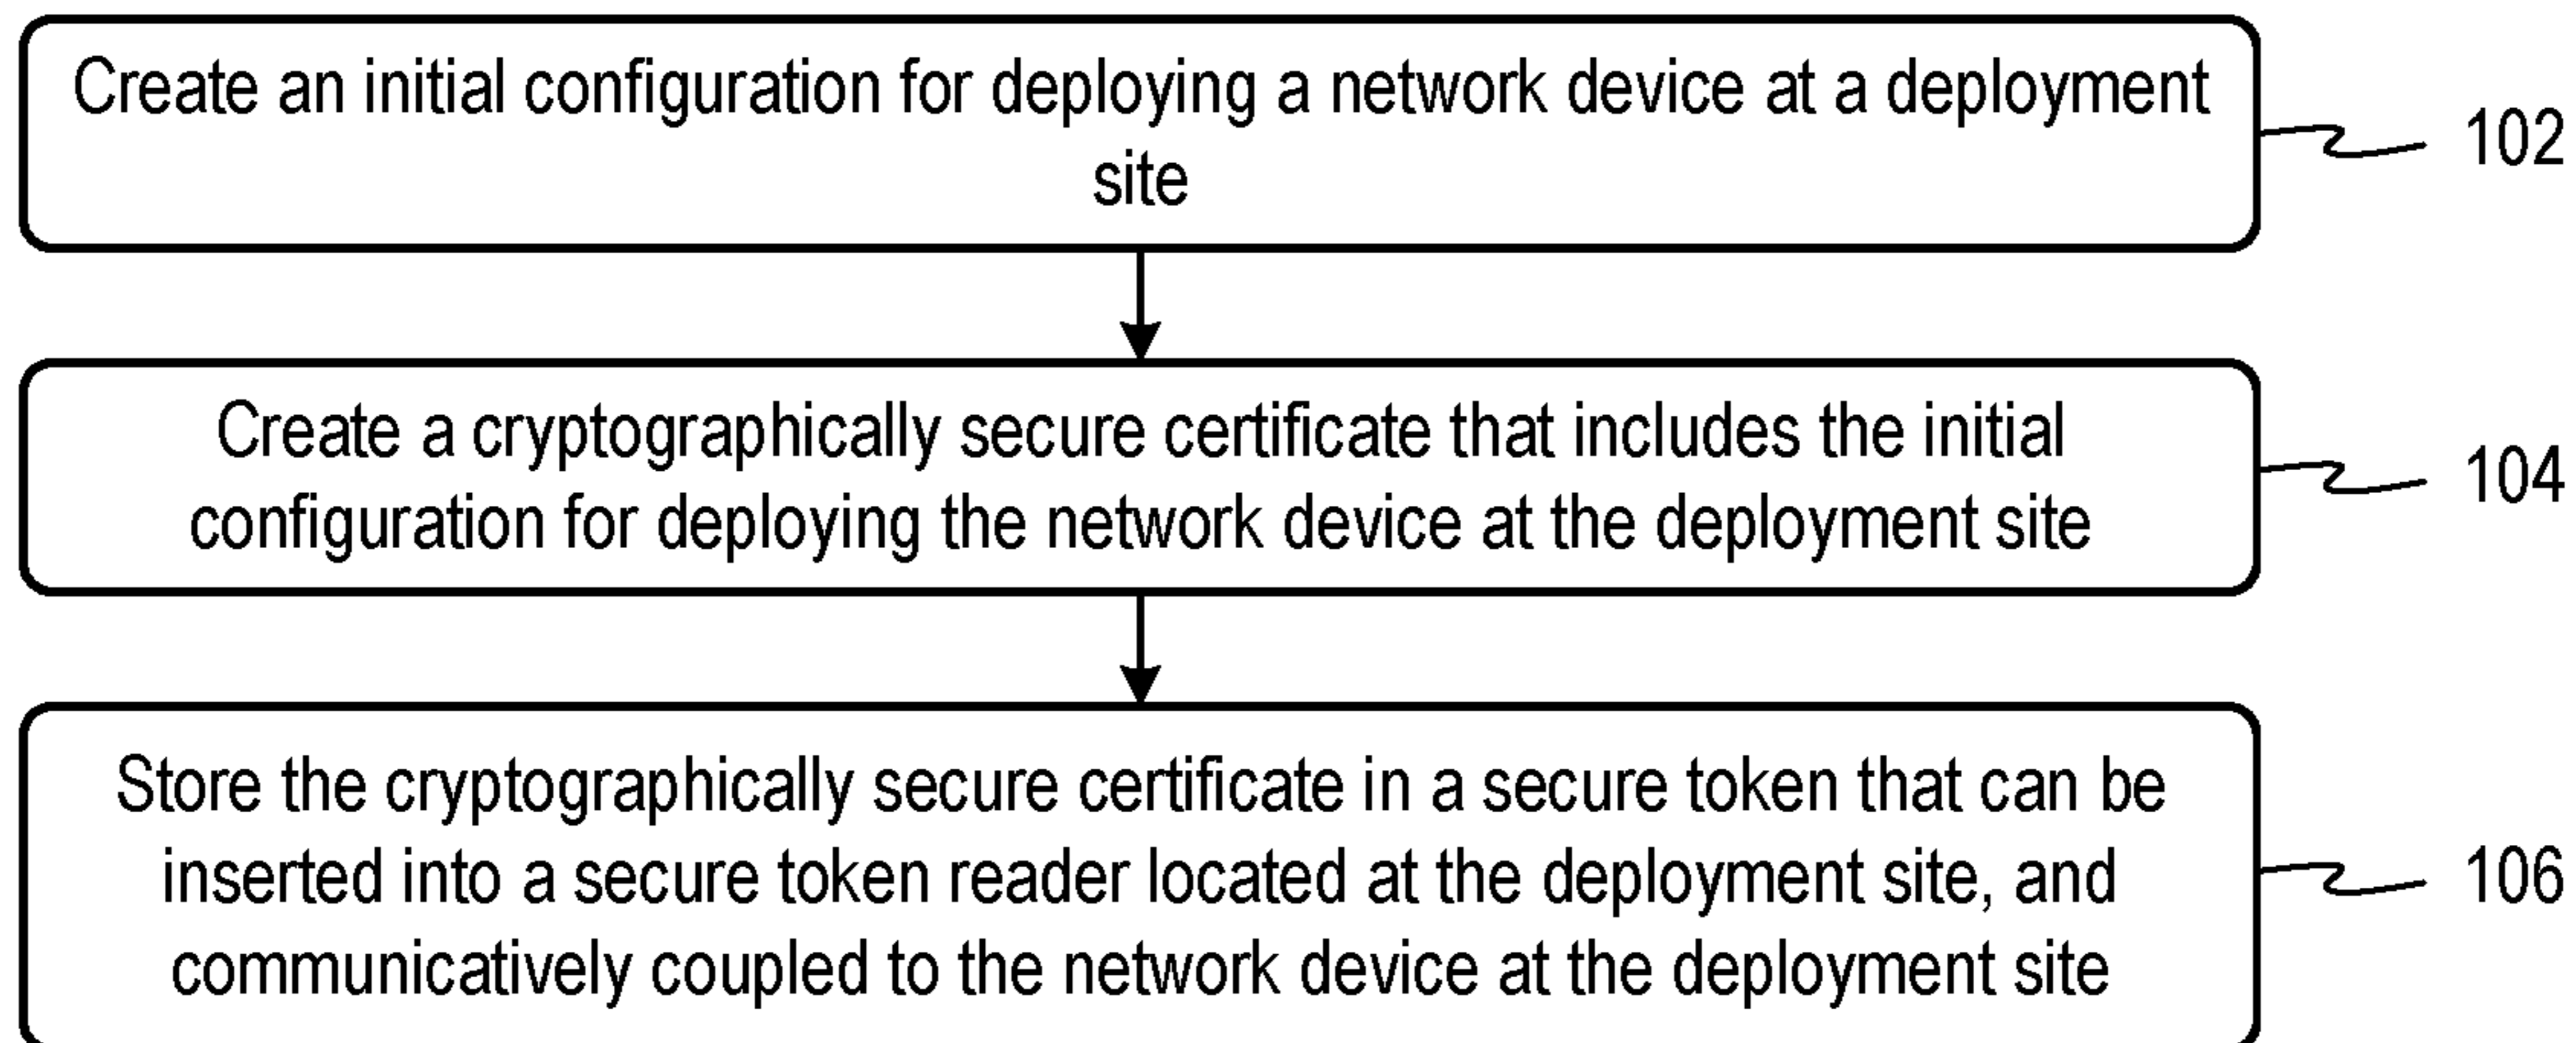 Create an initial configuration for deploying a network device at a deployment
site
102
Create a cryptographically secure certificate that includes the initial
configuration for deploying the network device at the deployment site
104
Store the cryptographically secure certificate in a secure token that can be
inserted into a secure token reader located at the deployment site, and
communicatively coupled to the network device at the deployment site
106